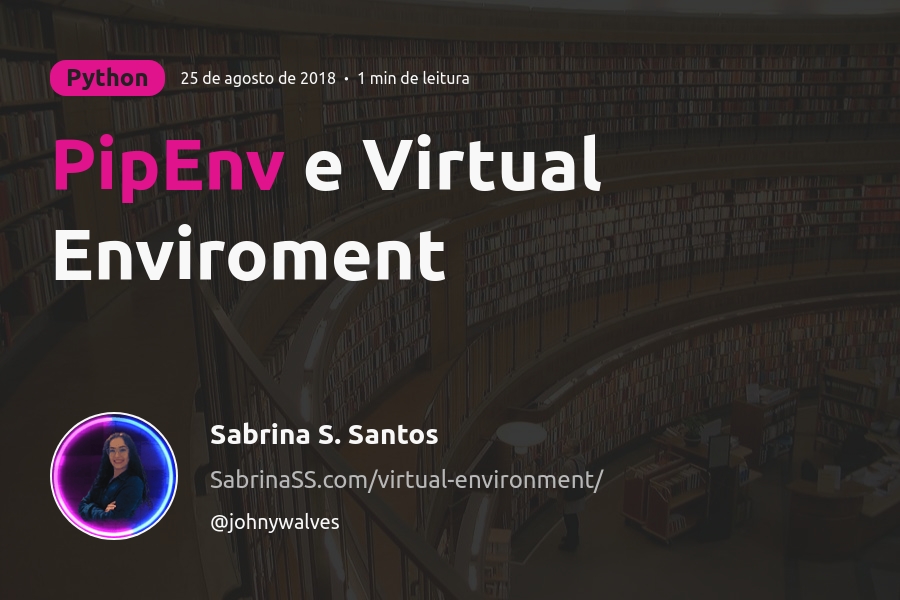 Python 25 de agosto de 2018 • 1 min de leitura
PipEnv e Virtual
Enviroment
Sabrina S. Santos
SabrinaSS.com/virtual-environment/
@johnywalves